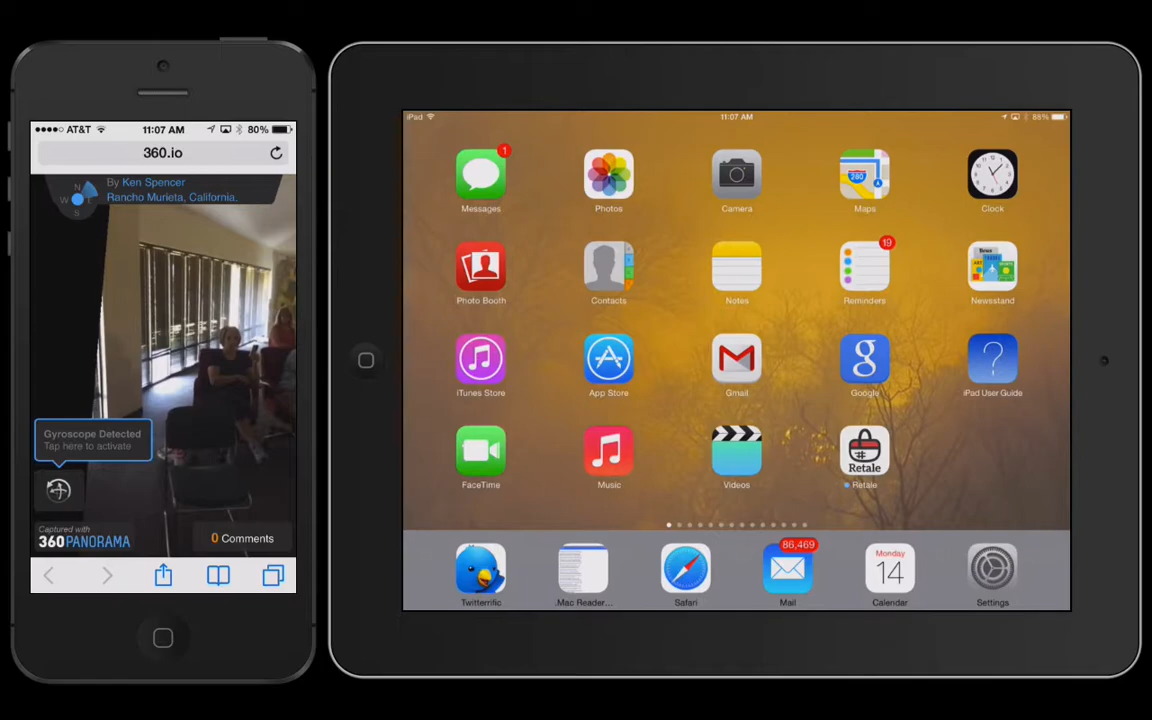 ●●●●○ AT&T 11:07 AM 80%
360.io
N
W
S
By Ken Spencer
Rancho Murieta, California,
Gyroscope Detected
Tap here to activate
Captured with
360PANORAMA
0 Comments
iPad 11:07 AM 88%
1
Messages Photos Camera 280 Maps Clock
19
Photo Booth Contacts Notes Reminders Newsstand
iTunes Store App Store Gmail g Google ? iPad User Guide
Retale
FaceTime Music Videos Retale
86,469
Monday
14
Twitterrific .Mac Reader... Safari Mail Calendar Settings